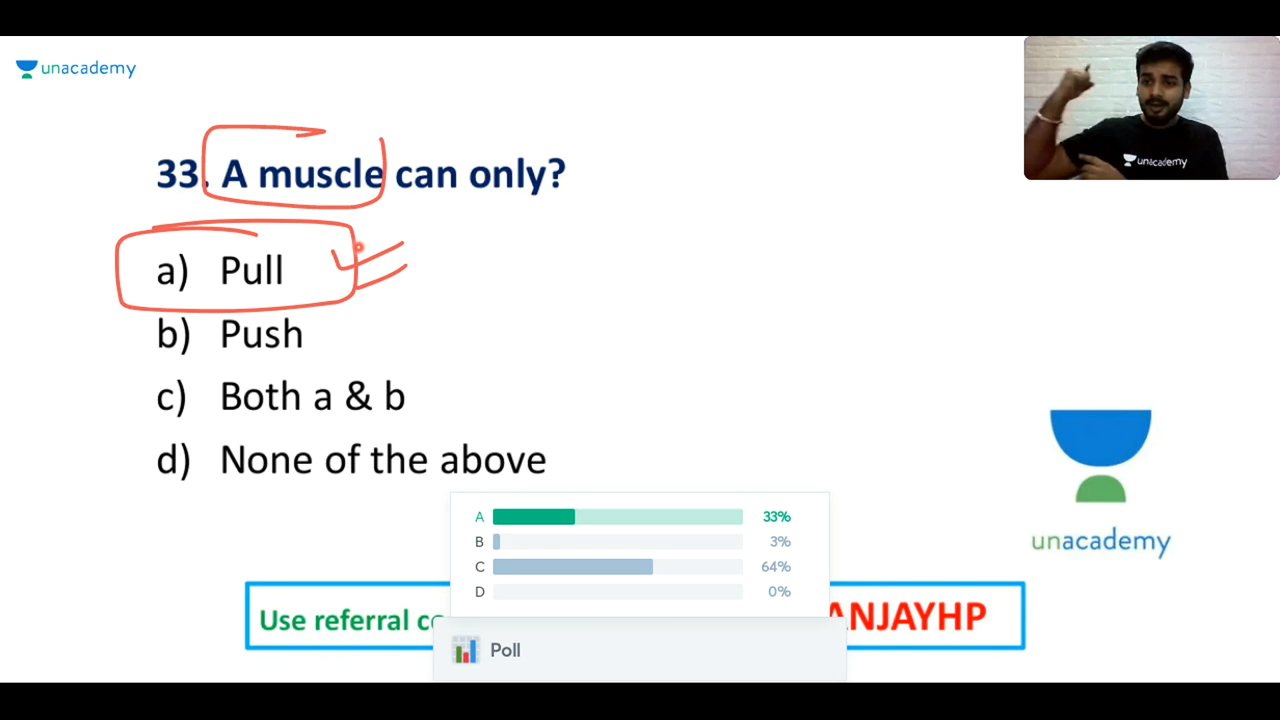 unacademy
unacademy
33. A muscle can only?
a) Pull
b) Push
c) Both a & b
d) None of the above
A 33%
B 3%
C 64%
D 0%
unacademy
Use referral
ANJAYHP
Poll